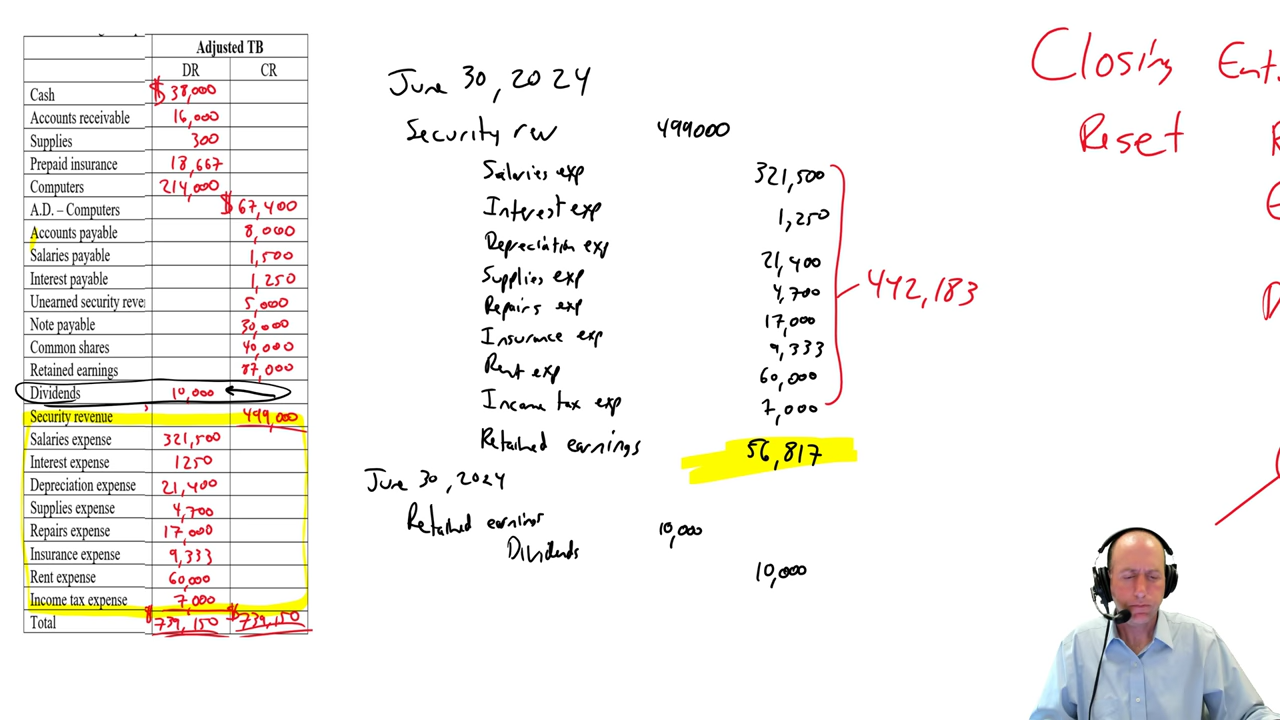 Adjusted TB
DR CR
Cash $38,000
Accounts receivable 16,000
Supplies 300
Prepaid insurance 18,667
Computers 214,000
A.D. – Computers $67,400
Accounts payable 8,000
Salaries payable 1,500
Interest payable 1,250
Unearned security reve 5,000
Note payable 30,000
Common shares 40,000
Retained earnings 87,000
Dividends 10,000
Security revenue 499,000
Salaries expense 321,500
Interest expense 1250
Depreciation expense 21,400
Supplies expense 4,700
Repairs expense 17,000
Insurance expense 9,333
Rent expense 60,000
Income tax expense 7,000
Total $739,150 $739,150
June 30, 2024
Security rev 499000
Salaries exp 321,500
Interest exp 1,250
Depreciation exp 21,400
Supplies exp 4,700
Repairs exp 17,000
Insurance exp 9,333
Rent exp 60,000
Income tax exp 7,000
Retained earnings 56,817
442,183
June 30, 2024
Retained earnings 10,000
Dividends 10,000
Closing Ent.
Reset